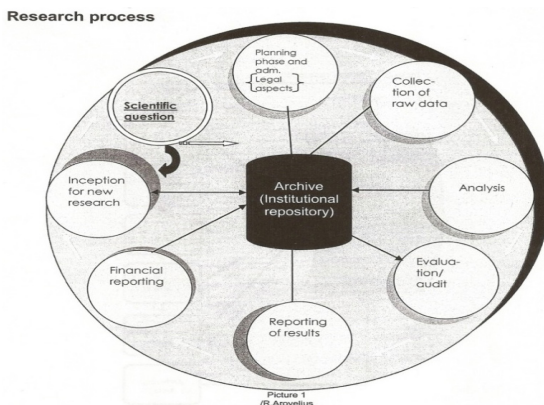 Research process
Planning
phase and
adm.
Legal
aspects
Collec-
tion of
raw data
Scientific
question
Inception
for new
research
Archive
(Institutional
repository)
Analysis
Financial
reporting
Evalua-
tion/
audit
Reporting
of results
Picture 1
/R Arovelius